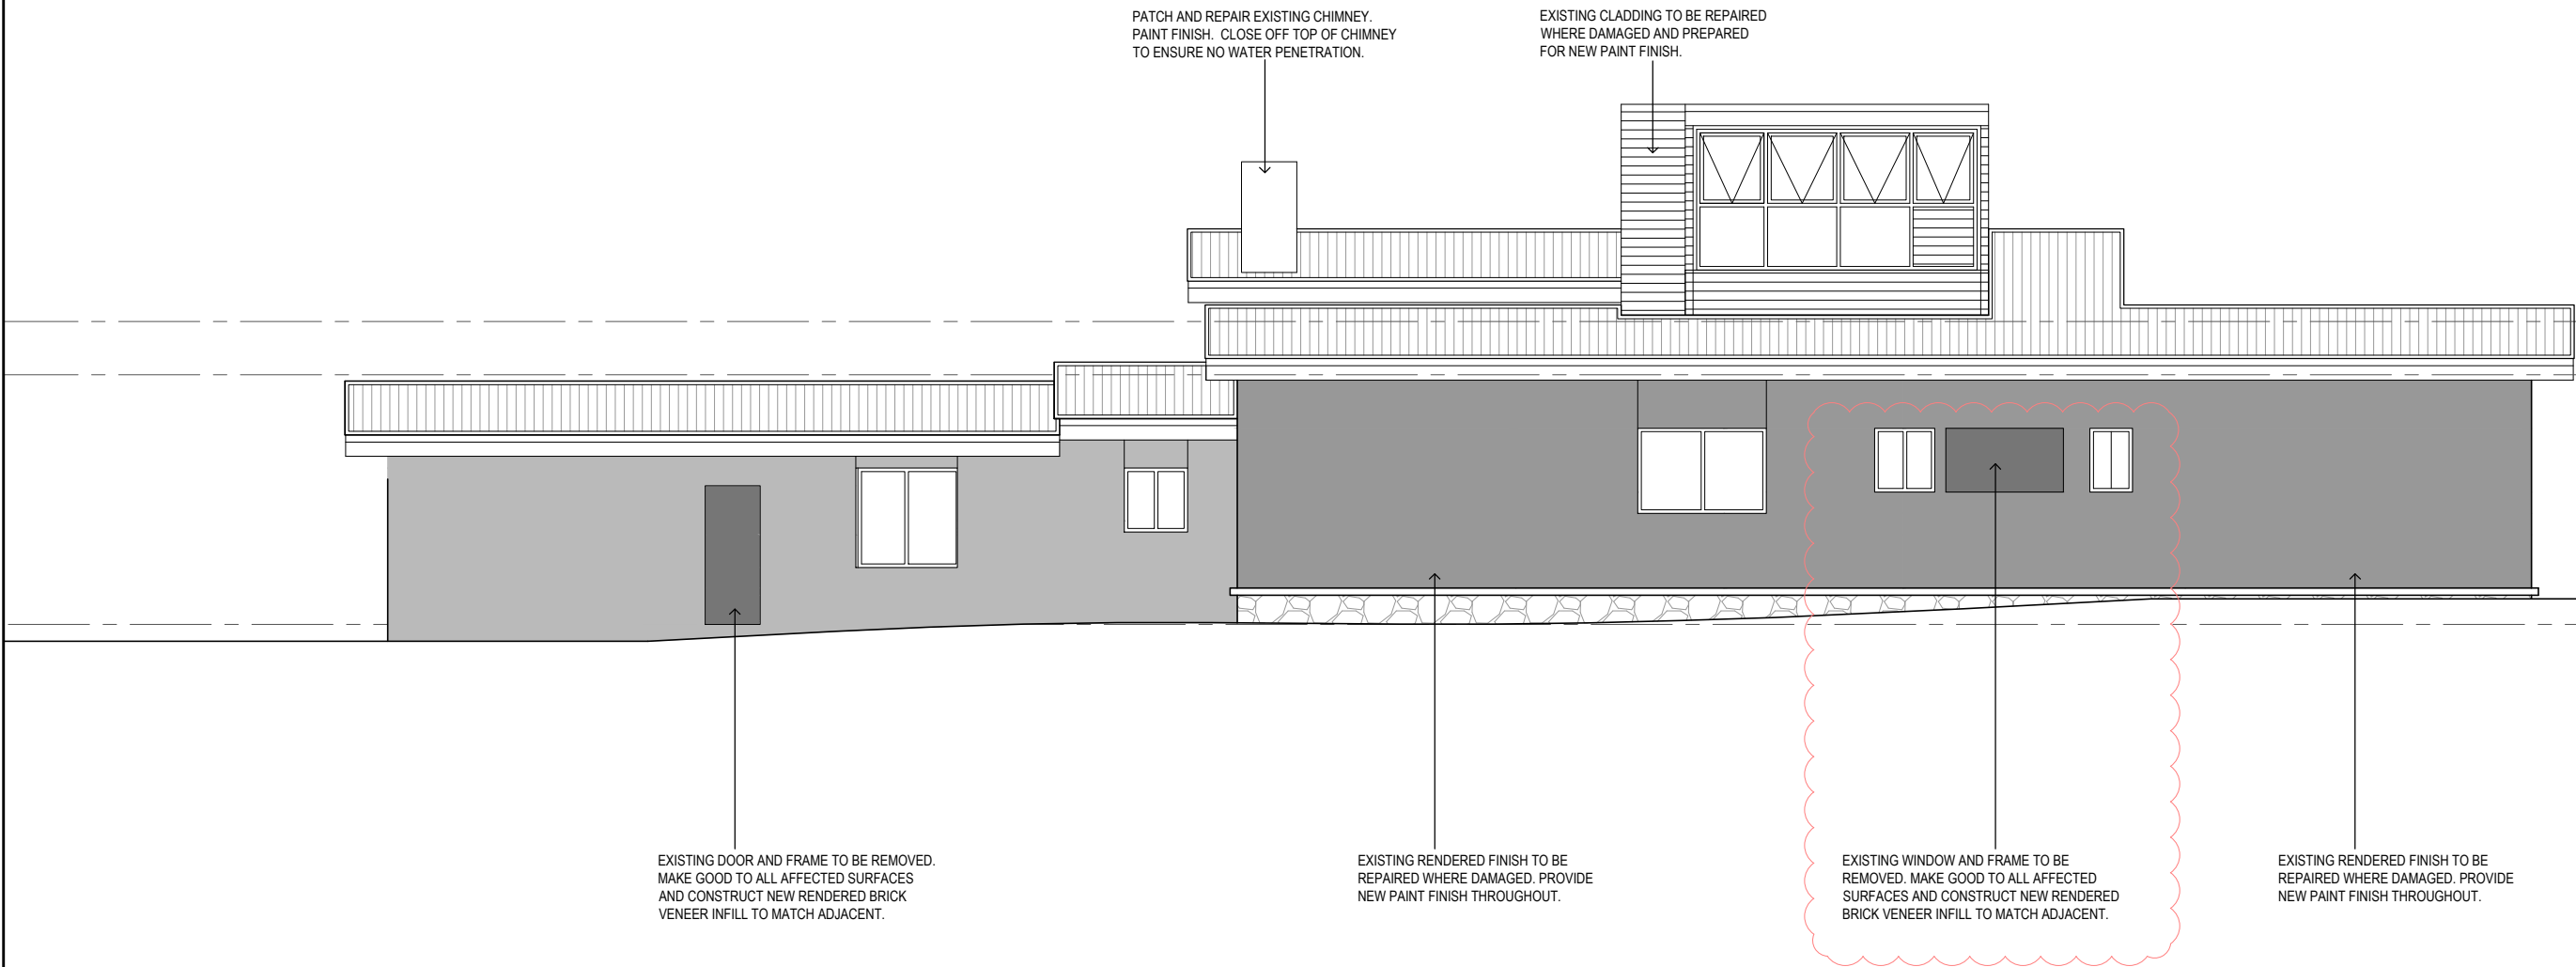 PATCH AND REPAIR EXISTING CHIMNEY.
PAINT FINISH. CLOSE OFF TOP OF CHIMNEY
TO ENSURE NO WATER PENETRATION.
EXISTING CLADDING TO BE REPAIRED
WHERE DAMAGED AND PREPARED
FOR NEW PAINT FINISH.
EXISTING DOOR AND FRAME TO BE REMOVED.
MAKE GOOD TO ALL AFFECTED SURFACES
AND CONSTRUCT NEW RENDERED BRICK
VENEER INFILL TO MATCH ADJACENT.
EXISTING RENDERED FINISH TO BE
REPAIRED WHERE DAMAGED. PROVIDE
NEW PAINT FINISH THROUGHOUT.
EXISTING WINDOW AND FRAME TO BE
REMOVED. MAKE GOOD TO ALL AFFECTED
SURFACES AND CONSTRUCT NEW RENDERED
BRICK VENEER INFILL TO MATCH ADJACENT.
EXISTING RENDERED FINISH TO BE
REPAIRED WHERE DAMAGED. PROVIDE
NEW PAINT FINISH THROUGHOUT.